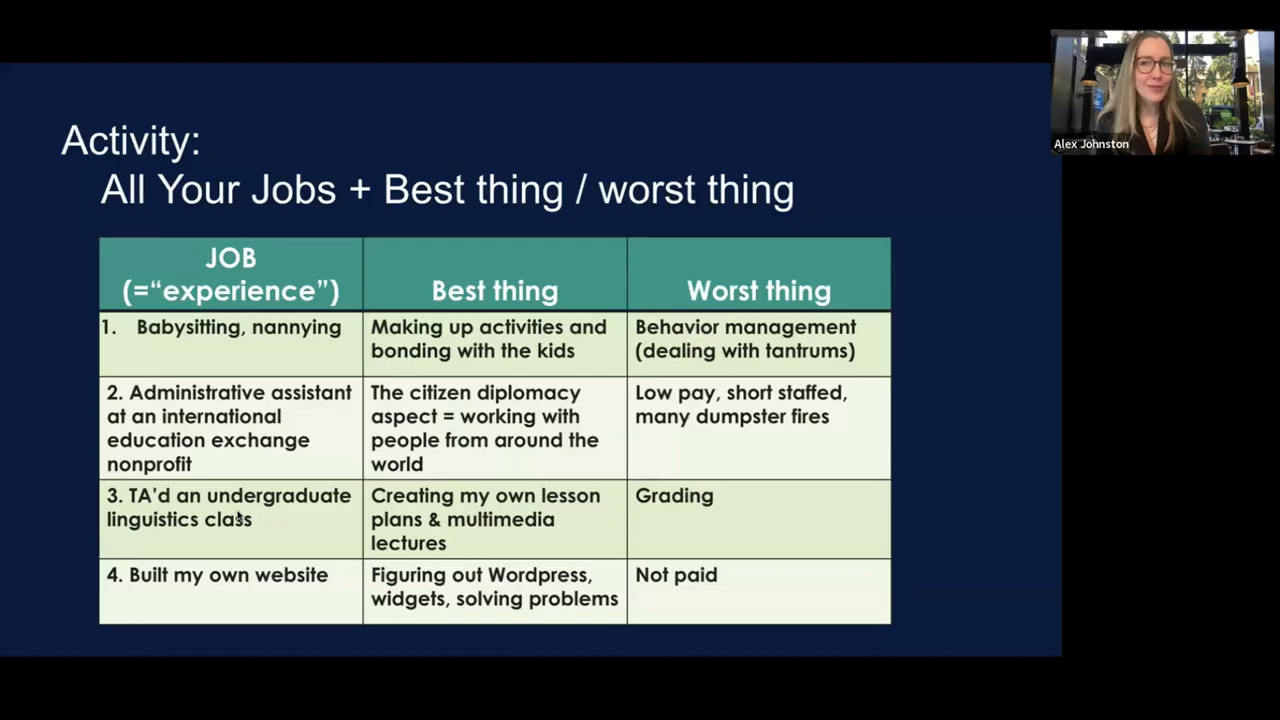 Activity:
All Your Jobs + Best thing / worst thing
JOB
(=“experience”)
Best thing
Worst thing
1. Babysitting, nannying
Making up activities and
bonding with the kids
Behavior management
(dealing with tantrums)
2. Administrative assistant
at an international
education exchange
nonprofit
The citizen diplomacy
aspect = working with
people from around the
world
Low pay, short staffed,
many dumpster fires
3. TA’d an undergraduate
linguistics class
Creating my own lesson
plans & multimedia
lectures
Grading
4. Built my own website
Figuring out Wordpress,
widgets, solving problems
Not paid
Alex Johnston